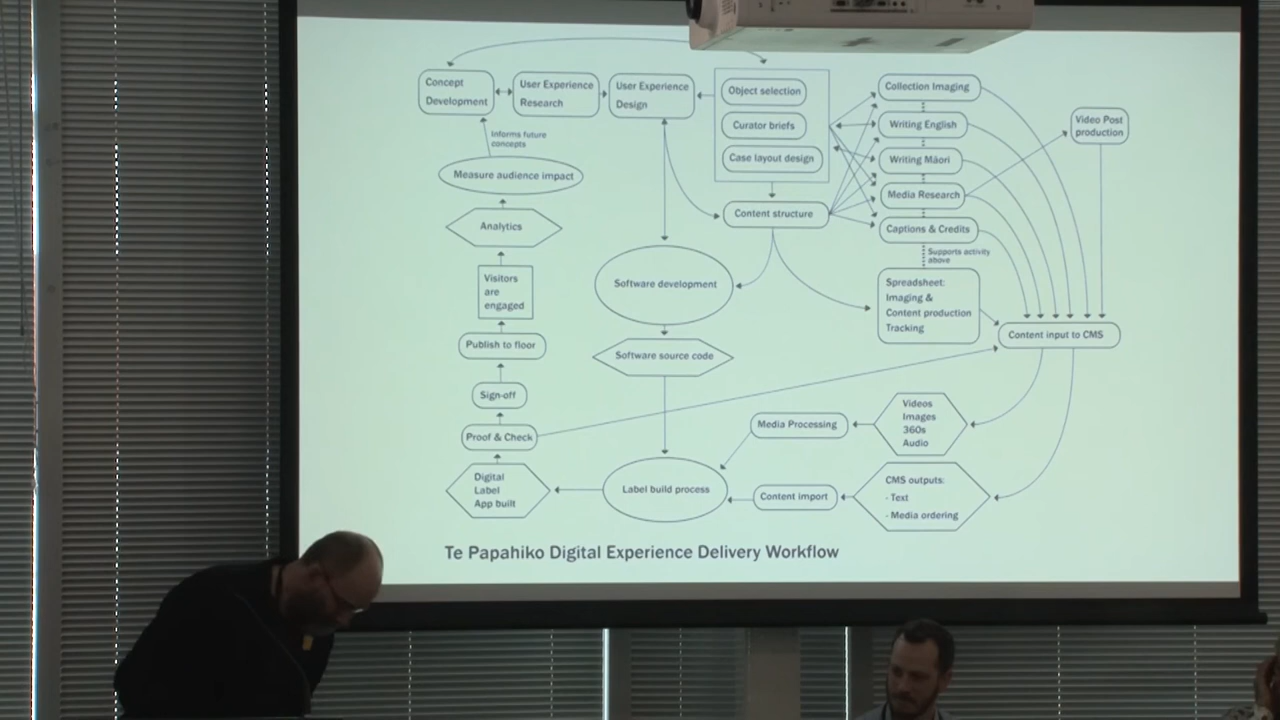 Concept
Development
User Experience
Research
User Experience
Design
Object selection
Curator briefs
Case layout design
Collection Imaging
Writing English
Writing Māori
Media Research
Captions & Credits
Video Post
production
Informs future
concepts
Measure audience impact
Analytics
Visitors
are
engaged
Publish to floor
Sign-off
Proof & Check
Digital
Label
App built
Content structure
Software development
Software source code
Label build process
Supports activity
above
Spreadsheet:
Imaging &
Content production
Tracking
Content input to CMS
Media Processing
Videos
Images
360s
Audio
Content import
CMS outputs:
- Text
- Media ordering
Te Papahiko Digital Experience Delivery Workflow